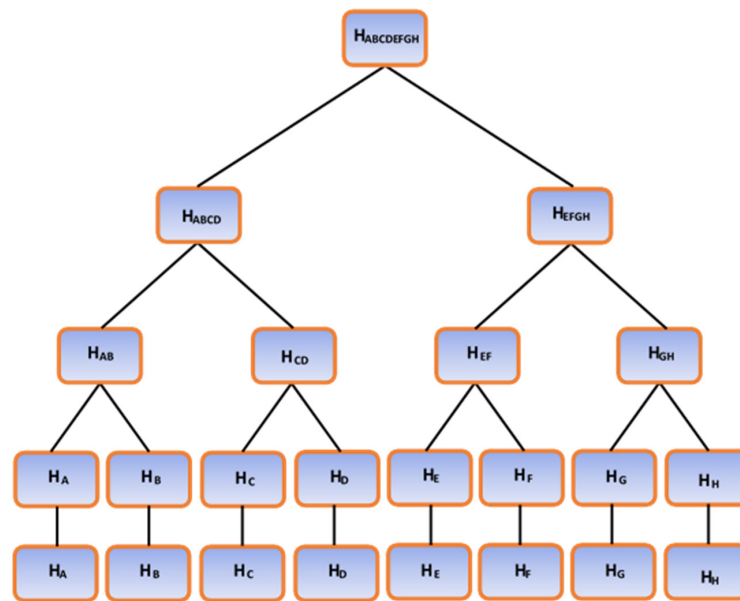 HABCDEFGH
HABCD HEFGH
HAB HCD HEF HGH
HA HB HC HD HE HF HG HH
HA HB HC HD HE HF HG HH